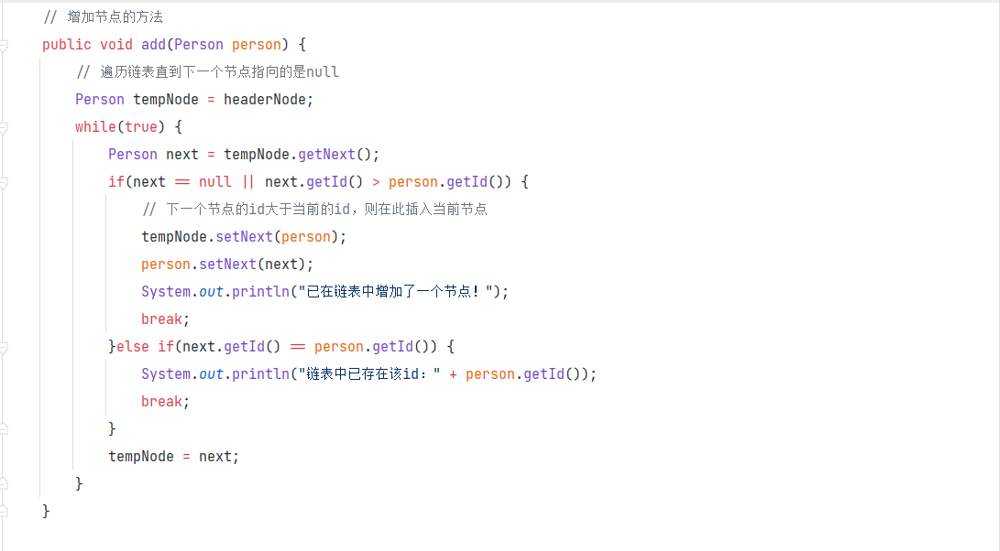 // 增加节点的方法
public void add(Person person) {
// 遍历链表直到下一个节点指向的是null
Person tempNode = headerNode;
while(true) {
Person next = tempNode.getNext();
if(next == null || next.getId() > person.getId()) {
// 下一个节点的id大于当前的id，则在此插入当前节点
tempNode.setNext(person);
person.setNext(next);
System.out.println("已在链表中增加了一个节点！");
break;
}else if(next.getId() == person.getId()) {
System.out.println("链表中已存在该id：" + person.getId());
break;
}
tempNode = next;
}
}